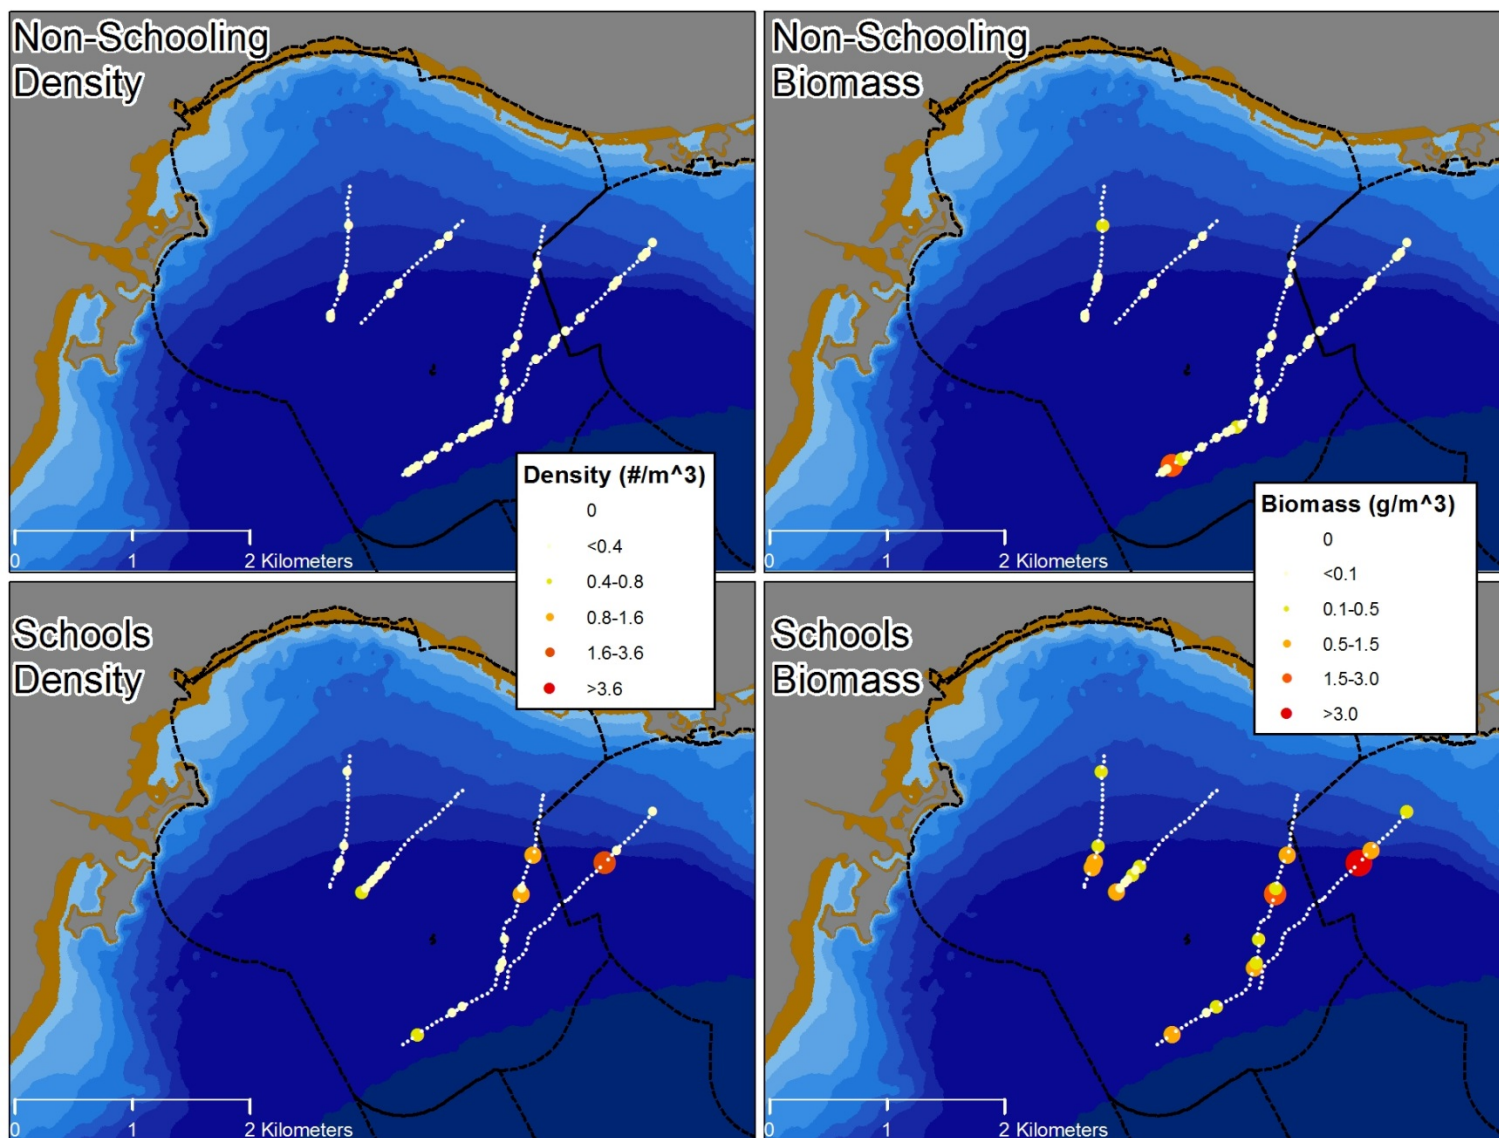 Non-Schooling
Density
Non-Schooling
Biomass
Density (#/m^3)
0
<0.4
0.4-0.8
0.8-1.6
1.6-3.6
>3.6
Biomass (g/m^3)
0
<0.1
0.1-0.5
0.5-1.5
1.5-3.0
>3.0
0 1 2 Kilometers
0 1 2 Kilometers
Schools
Density
Schools
Biomass
0 1 2 Kilometers
0 1 2 Kilometers